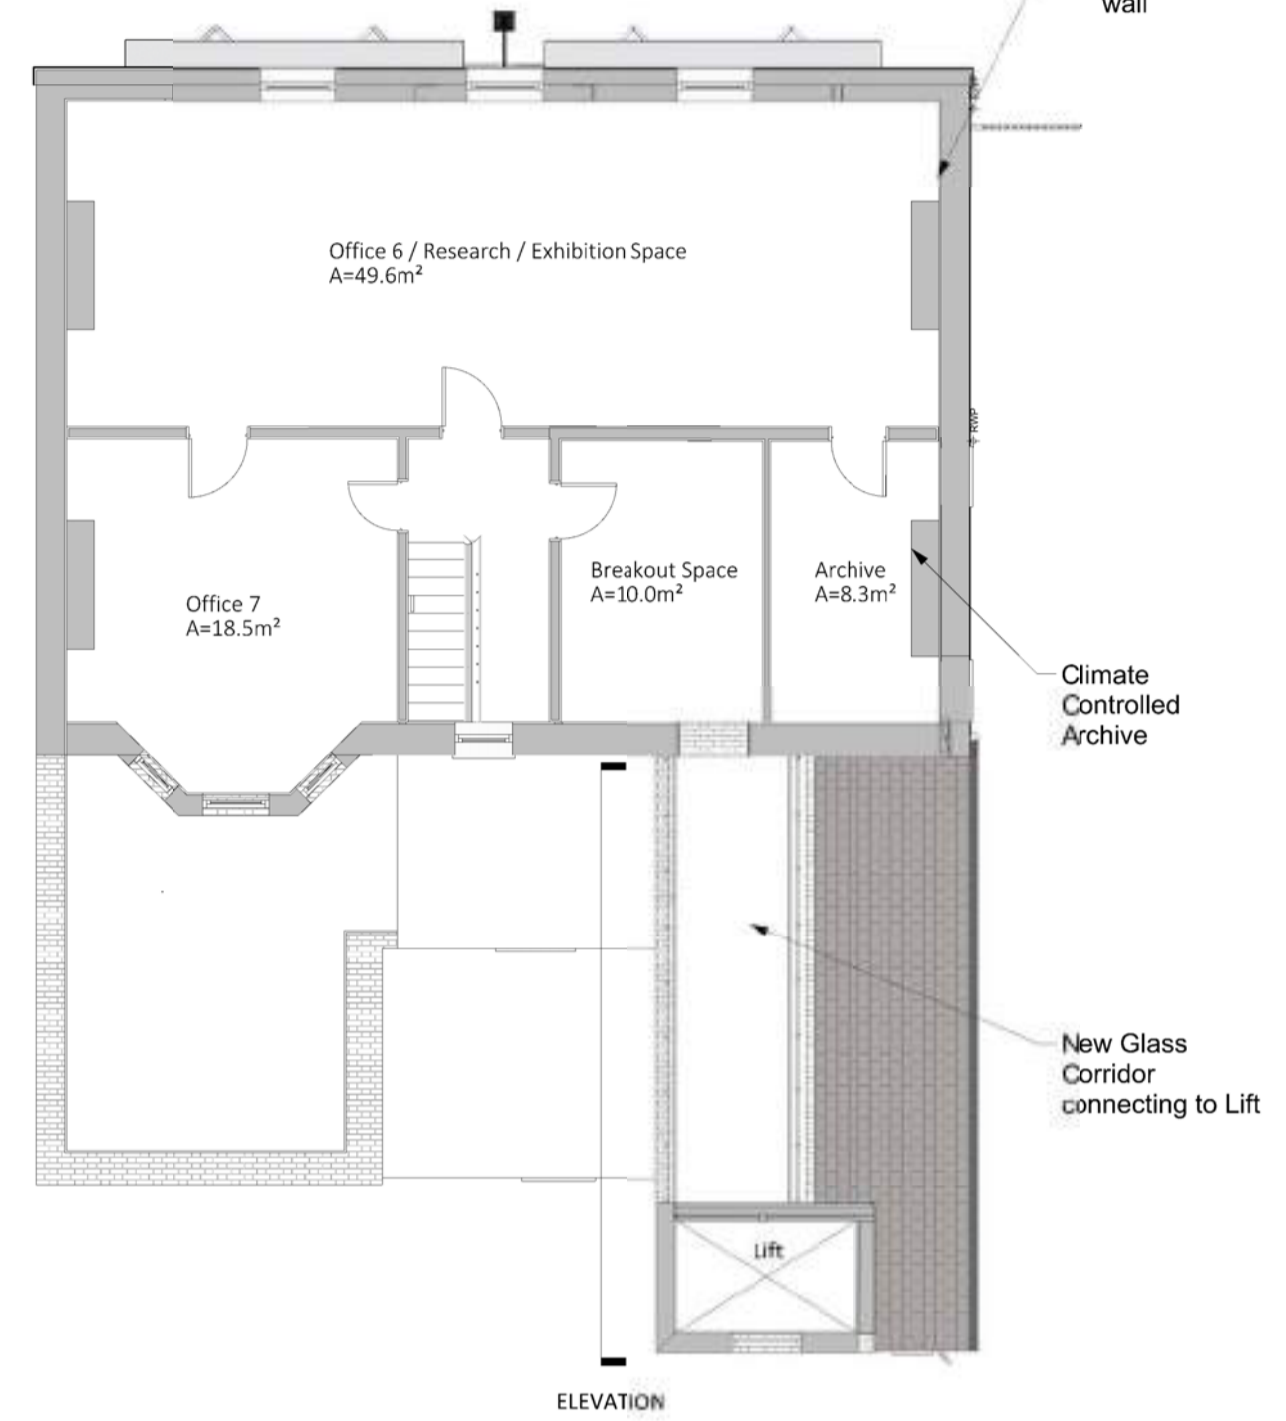 wall
Office 6 / Research / Exhibition Space
A=49.6m²
RWP
Breakout Space
A=10.0m²
Archive
A=8.3m²
Office 7
A=18.5m²
Climate
Controlled
Archive
New Glass
Corridor
connecting to Lift
Lift
ELEVATION